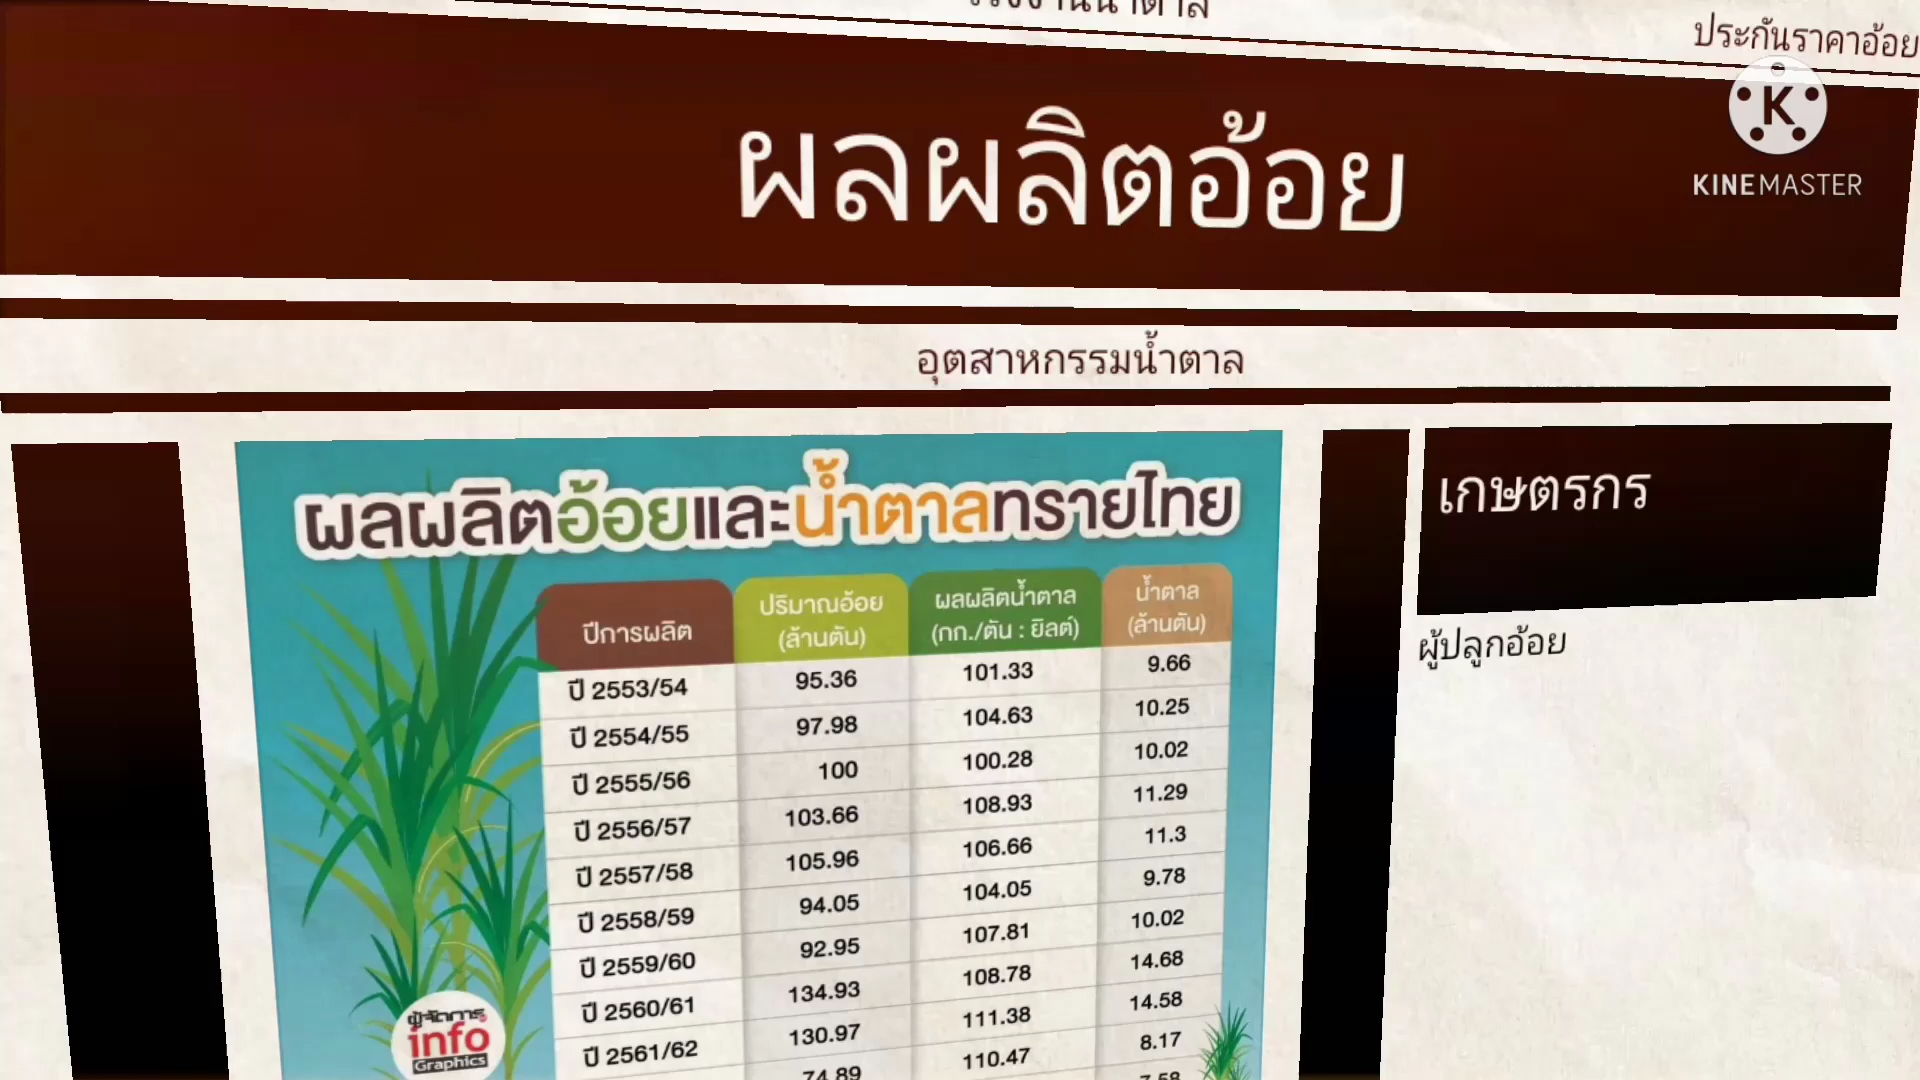 ประกันราคาอ้อย
K
KINEMASTER
ผลผลิตอ้อย
อุตสาหกรรมน้ำตาล
เกษตรกร
ผู้ปลูกอ้อย
ผลผลิตอ้อยและน้ำตาลทรายไทย
ปีการผลิต ปริมาณอ้อย (ล้านตัน) ผลผลิตน้ำตาล (กก./ตัน : ยิลต์) น้ำตาล (ล้านตัน)
ปี 2553/54 95.36 101.33 9.66
ปี 2554/55 97.98 104.63 10.25
ปี 2555/56 100 100.28 10.02
ปี 2556/57 103.66 108.93 11.29
ปี 2557/58 105.96 106.66 11.3
ปี 2558/59 94.05 104.05 9.78
ปี 2559/60 92.95 107.81 10.02
ปี 2560/61 134.93 108.78 14.68
ปี 2561/62 130.97 111.38 14.58
74.89 110.47 8.17
ผู้จัดการ
info
Graphics